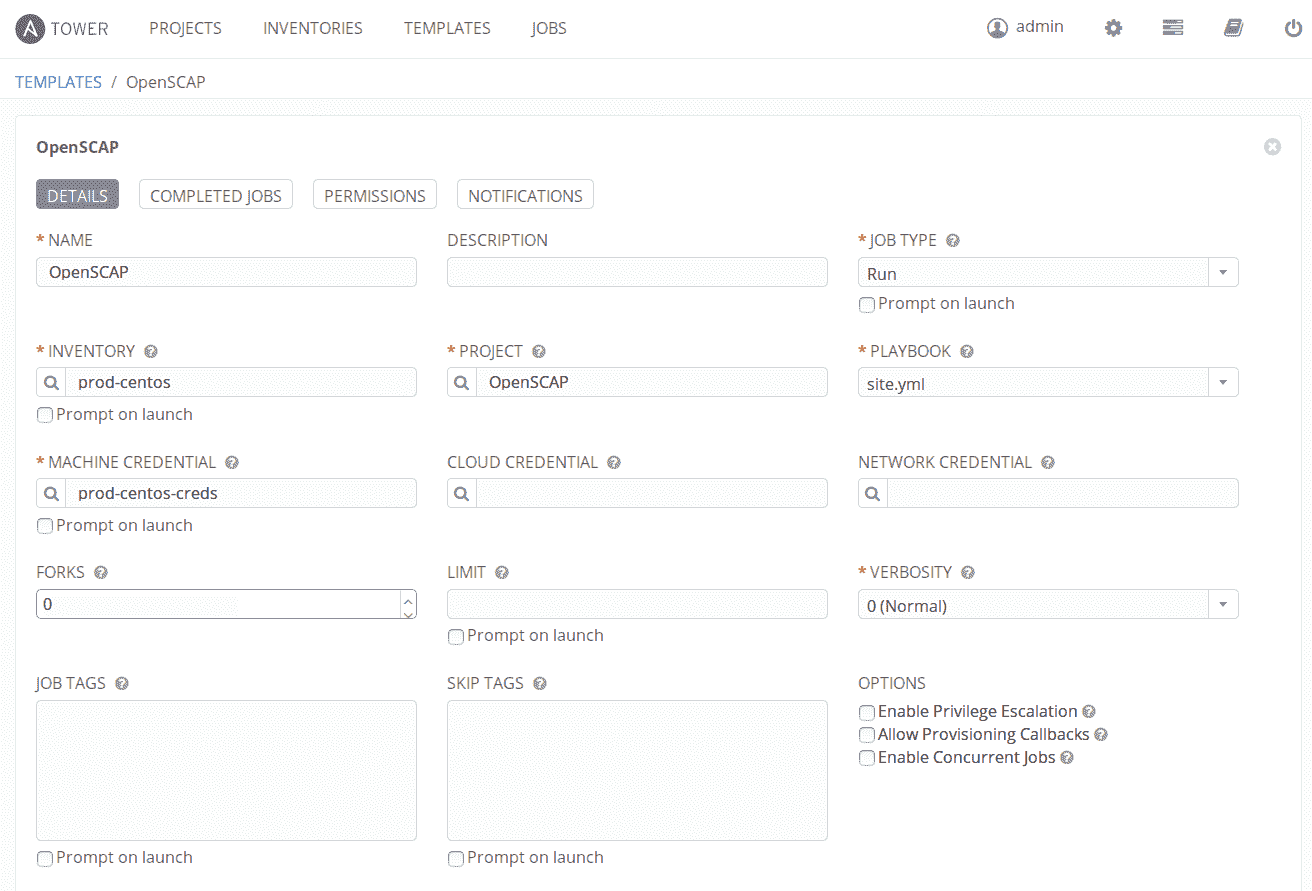 TOWER PROJECTS INVENTORIES TEMPLATES JOBS admin
TEMPLATES / OpenSCAP
OpenSCAP
DETAILS COMPLETED JOBS PERMISSIONS NOTIFICATIONS
* NAME DESCRIPTION * JOB TYPE
OpenSCAP Run
Prompt on launch
* INVENTORY * PROJECT * PLAYBOOK
prod-centos OpenSCAP site.yml
Prompt on launch
* MACHINE CREDENTIAL CLOUD CREDENTIAL NETWORK CREDENTIAL
prod-centos-creds
Prompt on launch
FORKS LIMIT * VERBOSITY
0 0 (Normal)
Prompt on launch
JOB TAGS SKIP TAGS OPTIONS
Enable Privilege Escalation
Allow Provisioning Callbacks
Enable Concurrent Jobs
Prompt on launch Prompt on launch